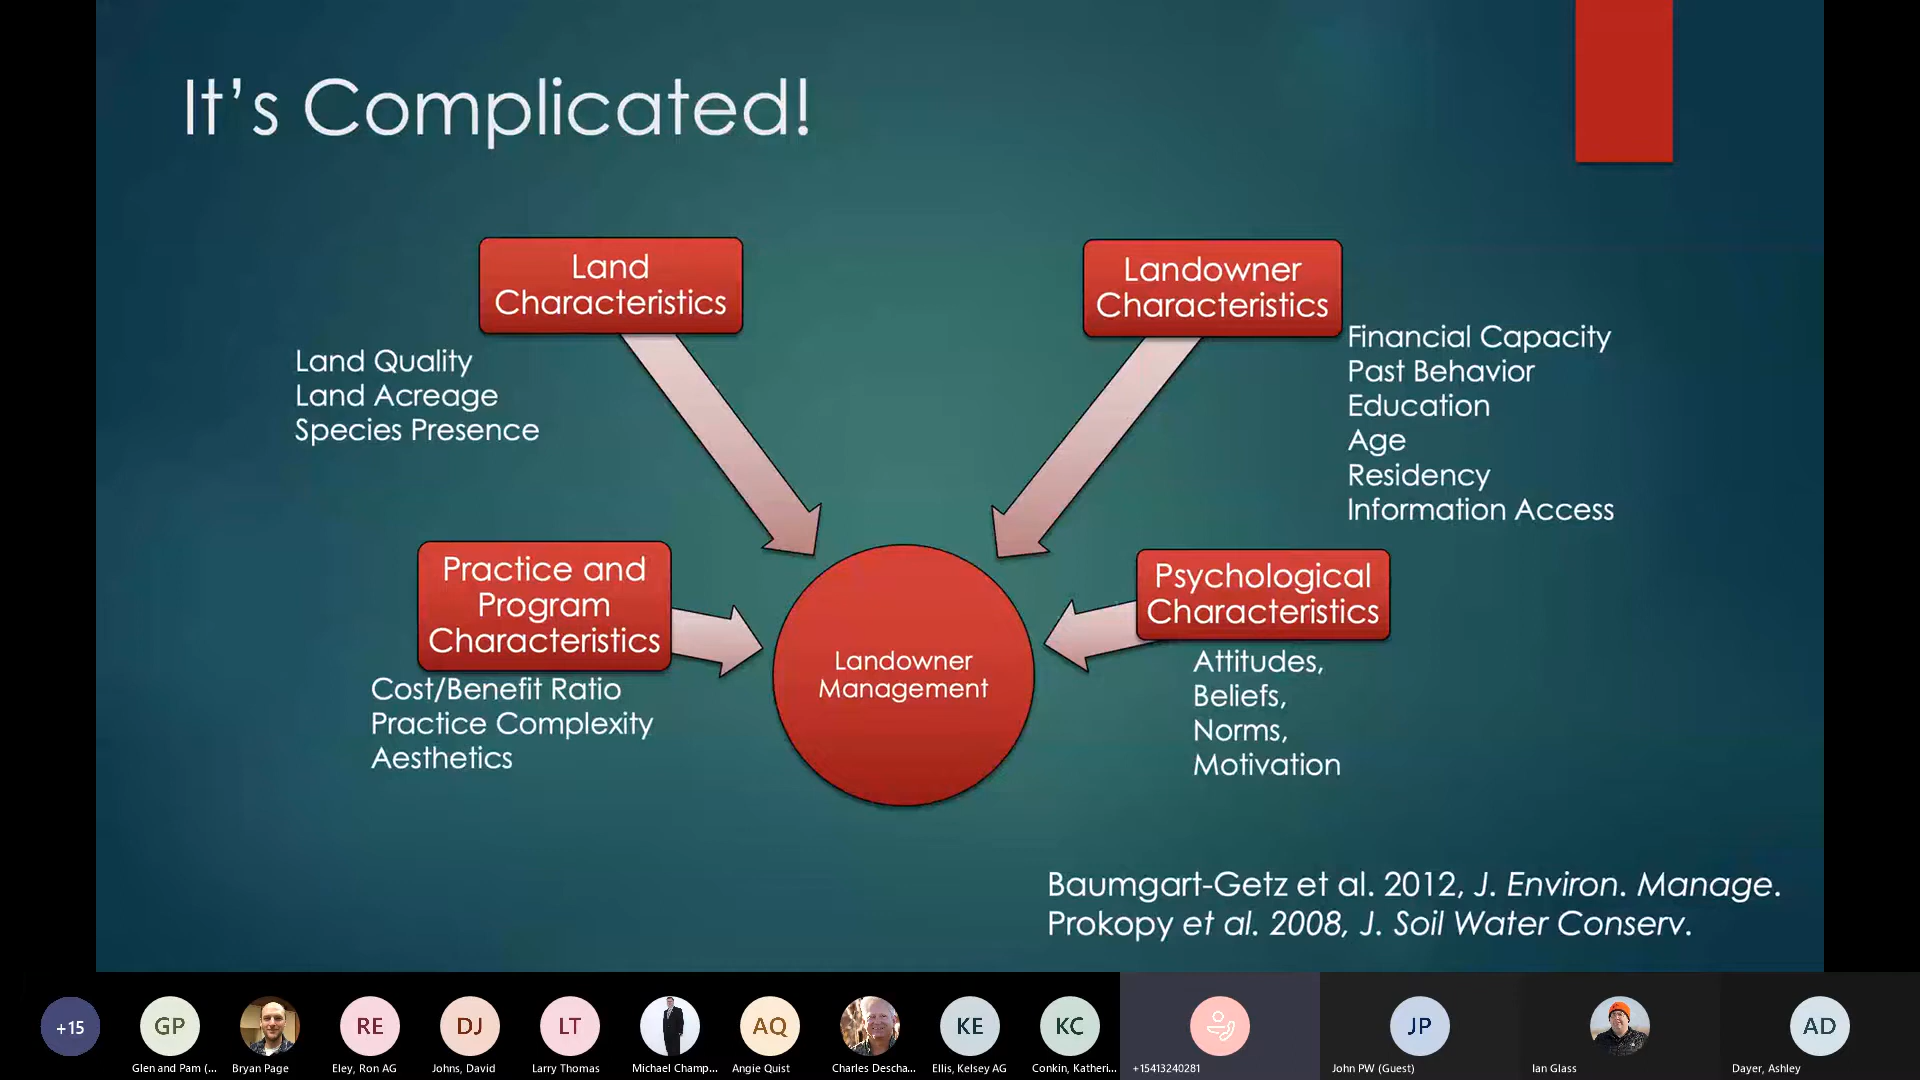 It's Complicated!
Land
Characteristics
Land Quality
Land Acreage
Species Presence
Landowner
Characteristics
Financial Capacity
Past Behavior
Education
Age
Residency
Information Access
Practice and
Program
Characteristics
Cost/Benefit Ratio
Practice Complexity
Aesthetics
Landowner
Management
Psychological
Characteristics
Attitudes,
Beliefs,
Norms,
Motivation
Baumgart-Getz et al. 2012, J. Environ. Manage.
Prokopy et al. 2008, J. Soil Water Conserv.
+15
GP
RE
DJ
LT
AQ
KE
KC
JP
AD
Glen and Pam (...
Bryan Page
Eley, Ron AG
Johns, David
Larry Thomas
Michael Champ...
Angie Quist
Charles Descha...
Ellis, Kelsey AG
Conkin, Katheri...
+15413240281
John PW (Guest)
Ian Glass
Dayer, Ashley